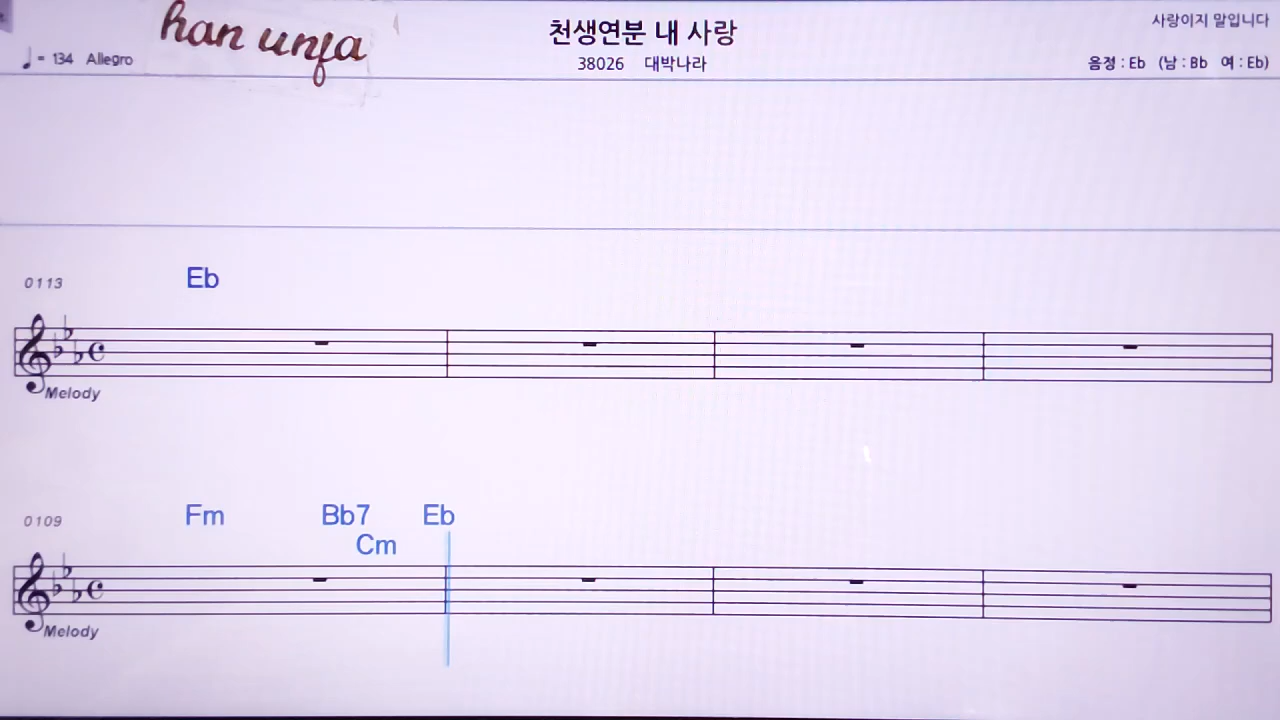 han unja
천생연분 내 사랑
사랑이지 말입니다
♩= 134 Allegro
38026 대박나라
음정 : Eb (남 : Bb 여 : Eb)
0113
Eb
Melody
0109
Fm Bb7 Eb
Cm
Melody